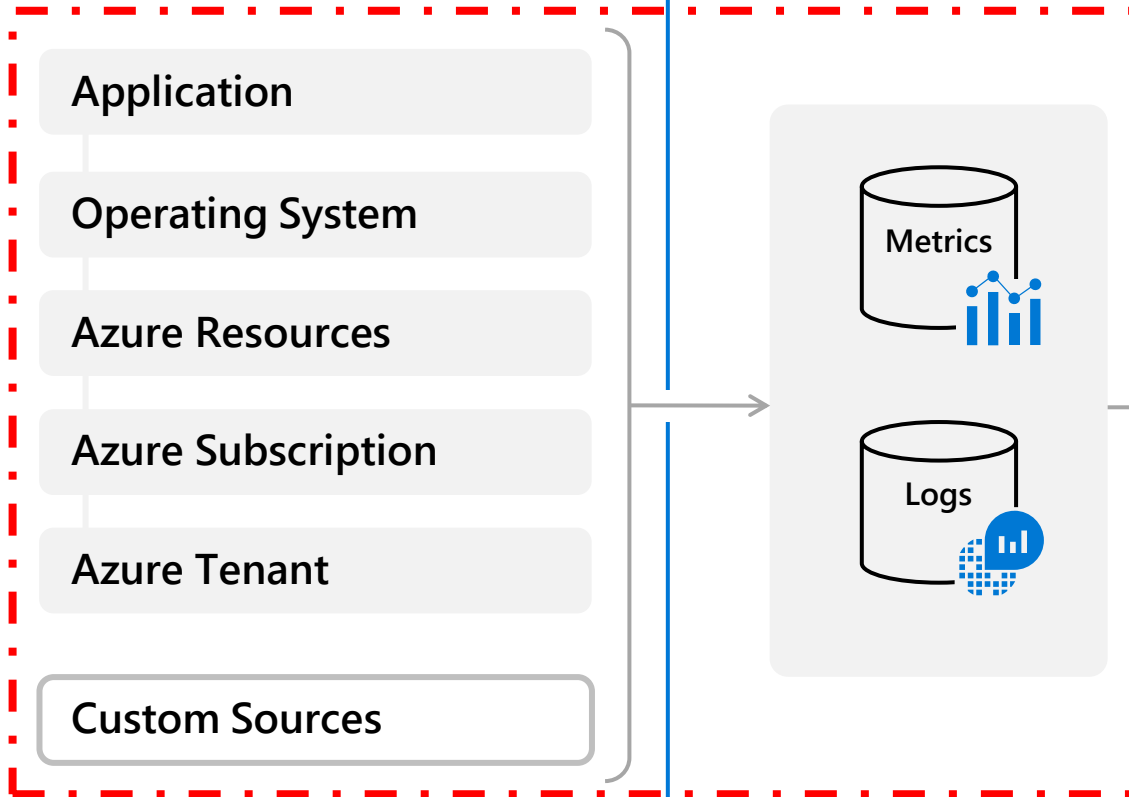 Application
Operating System
Azure Resources
Azure Subscription
Azure Tenant
Custom Sources
Metrics
Logs